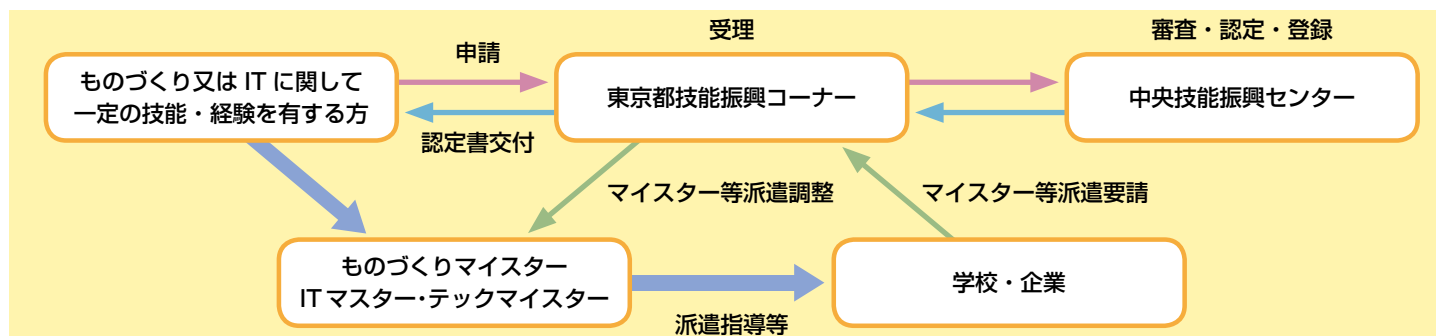 受理
審査・認定・登録
申請
ものづくり又は IT に関して
一定の技能・経験を有する方
東京都技能振興コーナー
中央技能振興センター
認定書交付
マイスター等派遣調整
マイスター等派遣要請
ものづくりマイスター
ITマスター・テックマイスター
学校・企業
派遣指導等